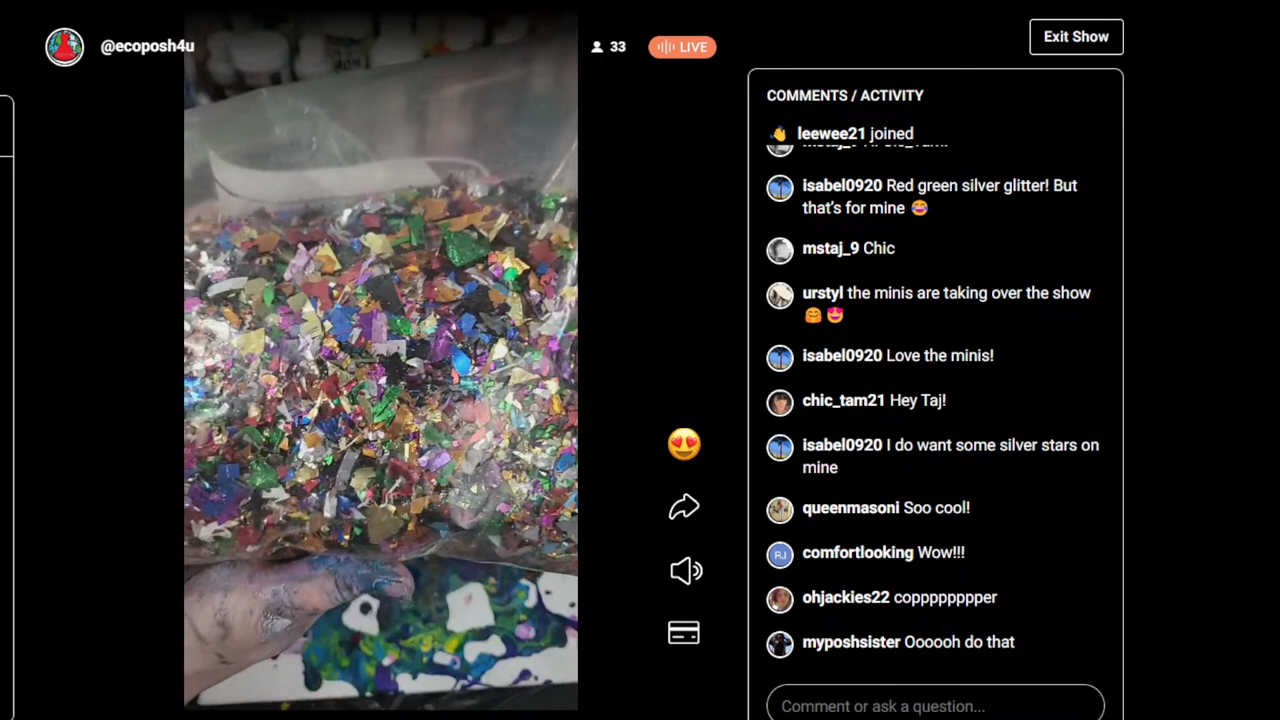 @ecoposh4u
33
LIVE
Exit Show
COMMENTS / ACTIVITY
leewee21 joined
isabel0920 Red green silver glitter! But
that's for mine 😂
mstaj_9 Chic
urstyl the minis are taking over the show
🤗 😍
isabel0920 Love the minis!
chic_tam21 Hey Taj!
isabel0920 I do want some silver stars on
mine
queenmasoni Soo cool!
RJ
comfortlooking Wow!!!
ohjackies22 copppppppper
myposhsister Oooooh do that
Comment or ask a question...